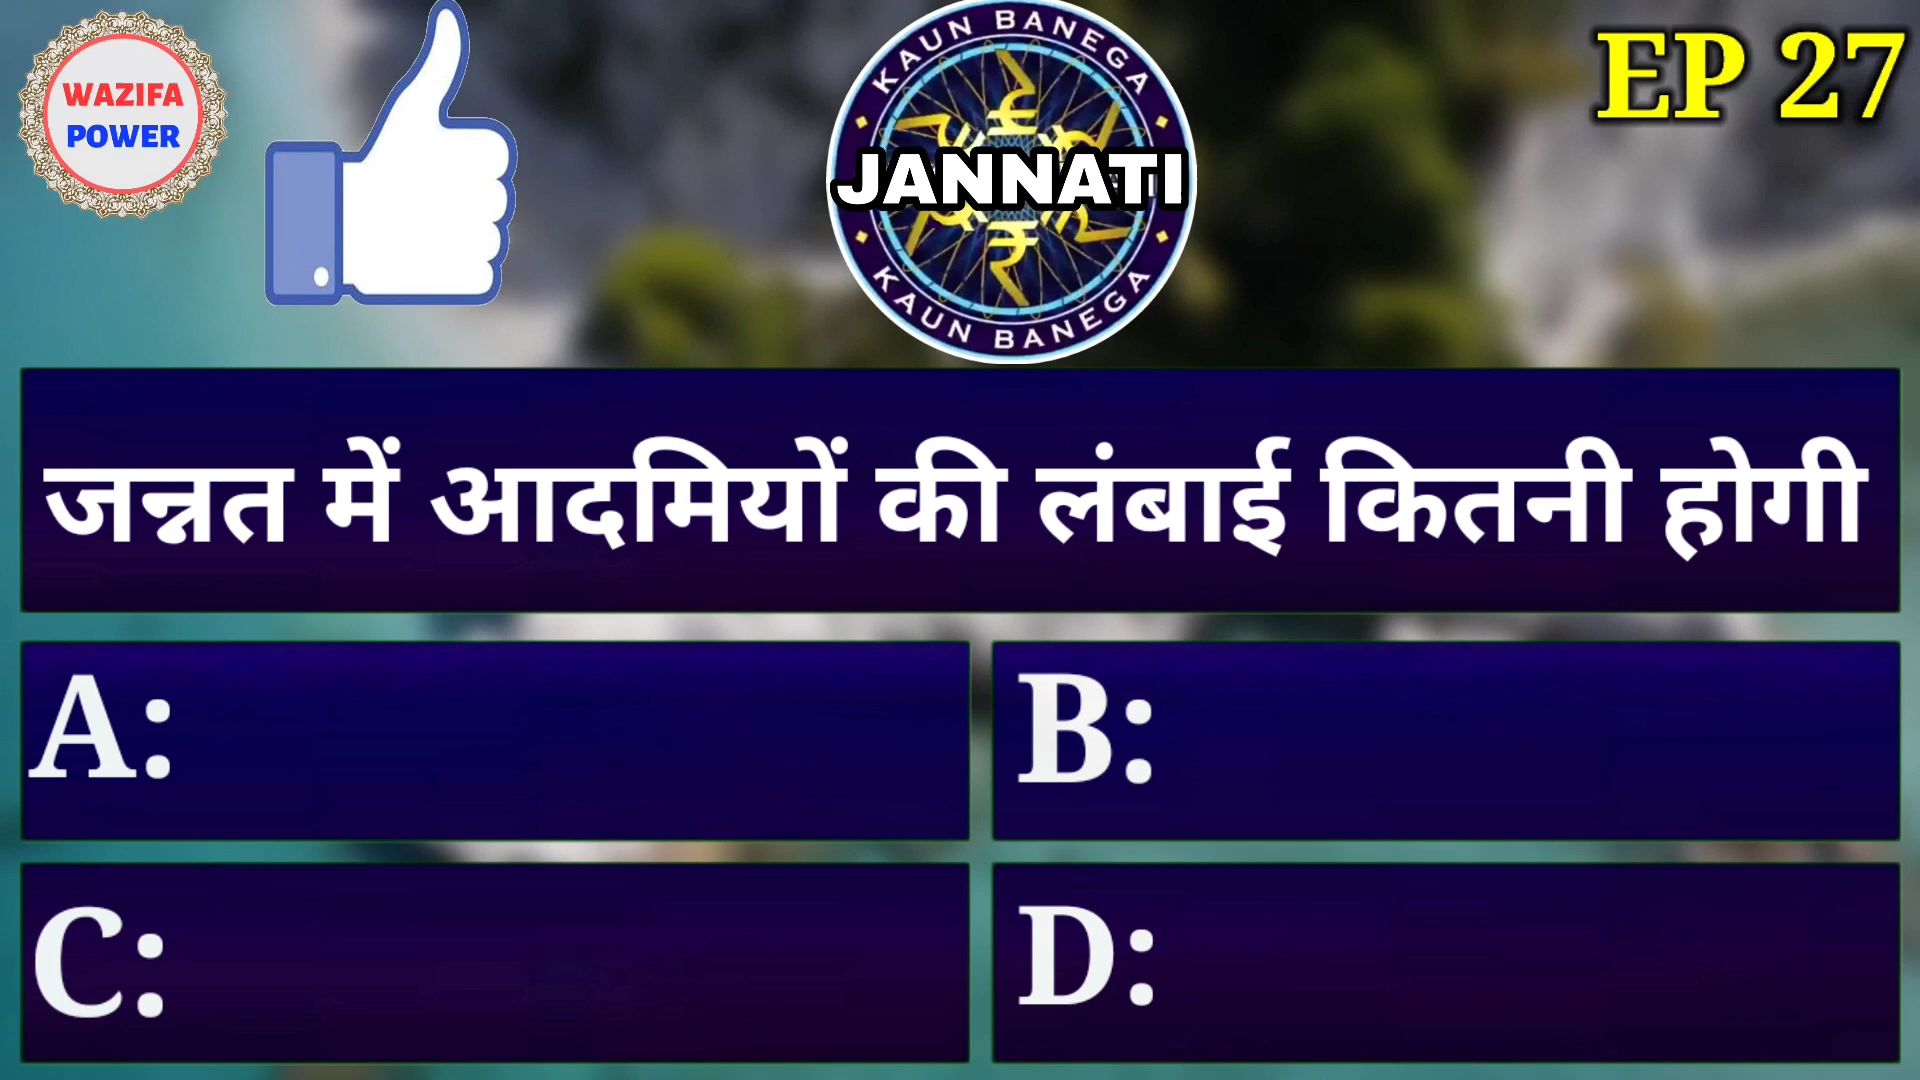 WAZIFA
POWER
KAUN BANEGA
JANNATI
KAUN BANEGA
EP 27
जन्नत में आदमियों की लंबाई कितनी होगी
A:
B:
C:
D: